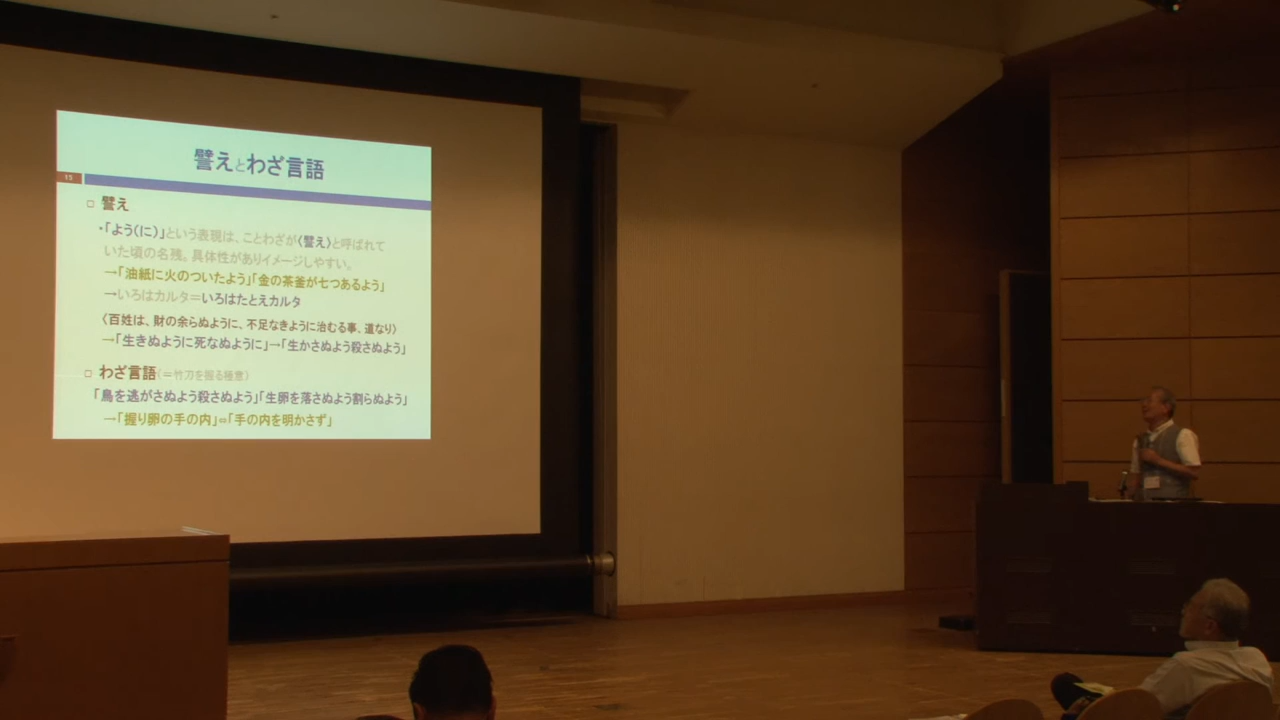 譬えとわざ言語
15
□ 譬え
・「よう(に)」という表現は、ことわざが〈譬え〉と呼ばれて
いた頃の名残。具体性がありイメージしやすい。
→「油紙に火のついたよう」「金の茶釜が七つあるよう」
→いろはカルタ=いろはたとえカルタ
〈百姓は、財の余らぬように、不足なきように治むる事、道なり〉
→「生きぬように死なぬように」→「生かさぬよう殺さぬよう」
□ わざ言語(=竹刀を握る極意)
「鳥を逃がさぬよう殺さぬよう」「生卵を落さぬよう割らぬよう」
→「握り卵の手の内」=「手の内を明かさず」